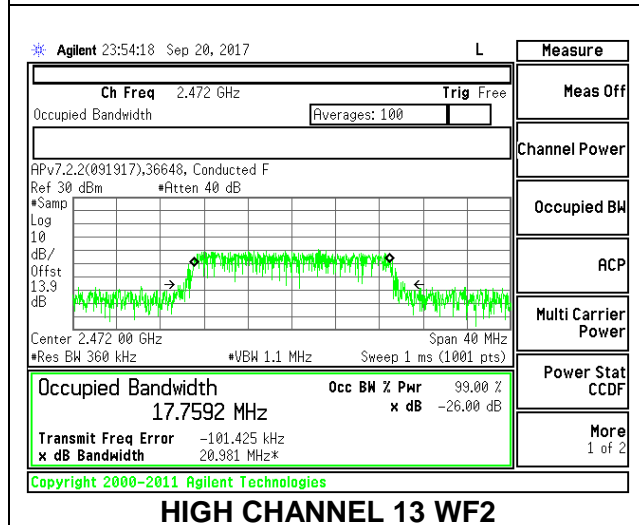 Agilent 23:54:18 Sep 20, 2017 L
Measure
Ch Freq 2.472 GHz Trig Free
Occupied Bandwidth Averages: 100
Meas Off
Channel Power
Occupied BW
ACP
Multi Carrier
Power
Power Stat
CCDF
More
1 of 2
APv7.2.2(091917),36648, Conducted F
Ref 30 dBm #Atten 40 dB
#Samp
Log
10
dB/
Offst
13.9
dB
Center 2.472 00 GHz Span 40 MHz
#Res BW 360 kHz #VBW 1.1 MHz Sweep 1 ms (1001 pts)
Occupied Bandwidth Occ BW % Pwr 99.00 %
17.7592 MHz x dB -26.00 dB
Transmit Freq Error -101.425 kHz
x dB Bandwidth 20.981 MHz*
Copyright 2000-2011 Agilent Technologies
HIGH CHANNEL 13 WF2